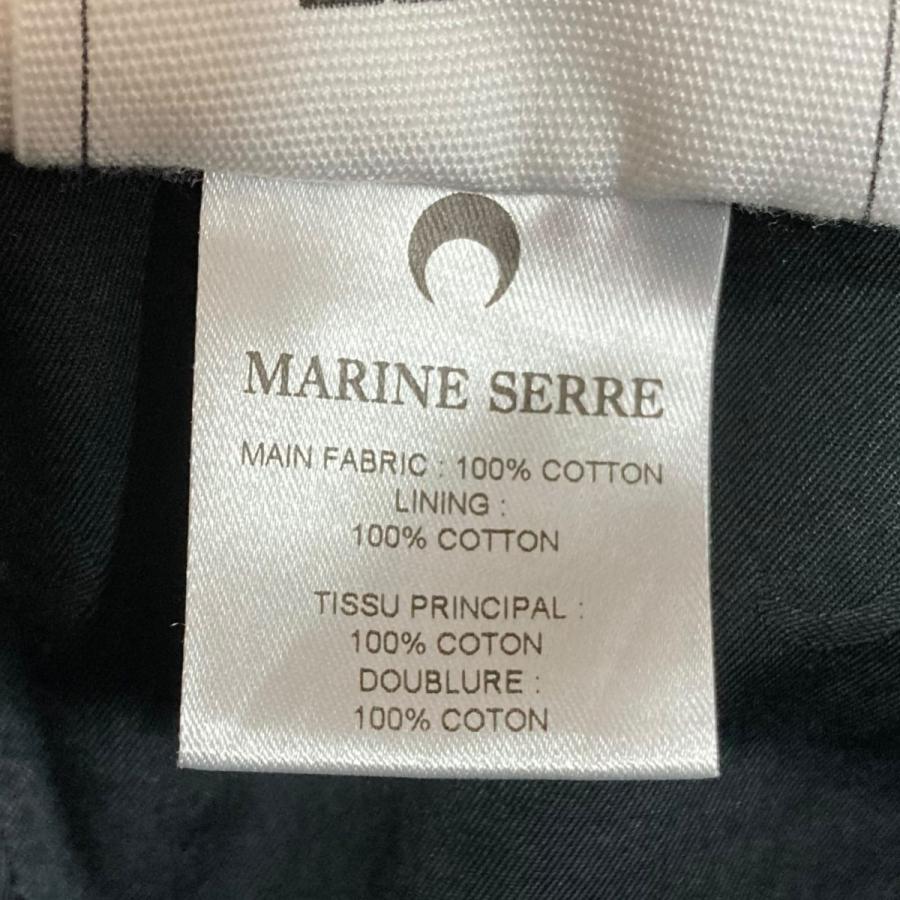 MARINE SERRE
MAIN FABRIC : 100% COTTON
LINING :
100% COTTON
TISSU PRINCIPAL :
100% COTON
DOUBLURE :
100% COTON